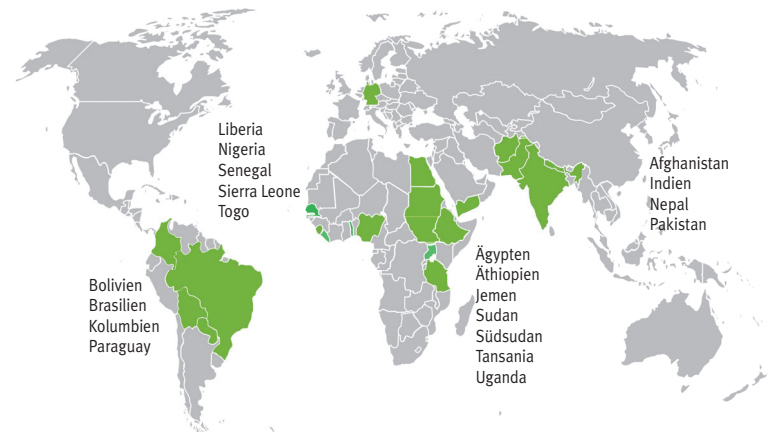 Liberia
Nigeria
Senegal
Sierra Leone
Togo
Afghanistan
Indien
Nepal
Pakistan
Bolivien
Brasilien
Kolumbien
Paraguay
Ägypten
Äthiopien
Jemen
Sudan
Südsudan
Tansania
Uganda